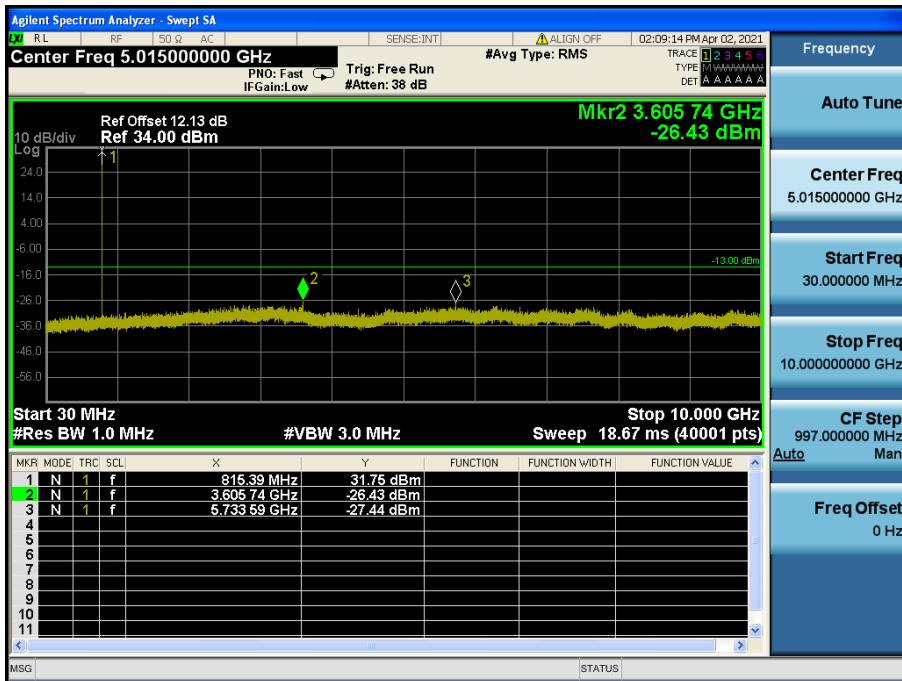 Agilent Spectrum Analyzer - Swept SA
LXI RL RF 50 Ω AC SENSE:INT ALIGN OFF 02:09:14 PM Apr 02, 2021
Center Freq 5.015000000 GHz
#Avg Type: RMS
TRACE 1 2 3 4 5 6
PNO: Fast Trig: Free Run
TYPE MWWWWW
IFGain:Low #Atten: 38 dB
DET A A A A A A
Mkr2 3.605 74 GHz
Ref Offset 12.13 dB
-26.43 dBm
10 dB/div Ref 34.00 dBm
Log
1
24.0
14.0
4.00
-6.00
-13.00 dBm
-16.0
2
3
-26.0
-36.0
-46.0
-56.0
Start 30 MHz Stop 10.000 GHz
#Res BW 1.0 MHz #VBW 3.0 MHz Sweep 18.67 ms (40001 pts)
MKR MODE TRC SCL X Y FUNCTION FUNCTION WIDTH FUNCTION VALUE
1 N 1 f 815.39 MHz 31.75 dBm
2 N 1 f 3.605 74 GHz -26.43 dBm
3 N 1 f 5.733 59 GHz -27.44 dBm
4
5
6
7
8
9
10
11
MSG STATUS
Frequency
Auto Tune
Center Freq
5.015000000 GHz
Start Freq
30.000000 MHz
Stop Freq
10.000000000 GHz
CF Step
997.000000 MHz
Auto Man
Freq Offset
0 Hz